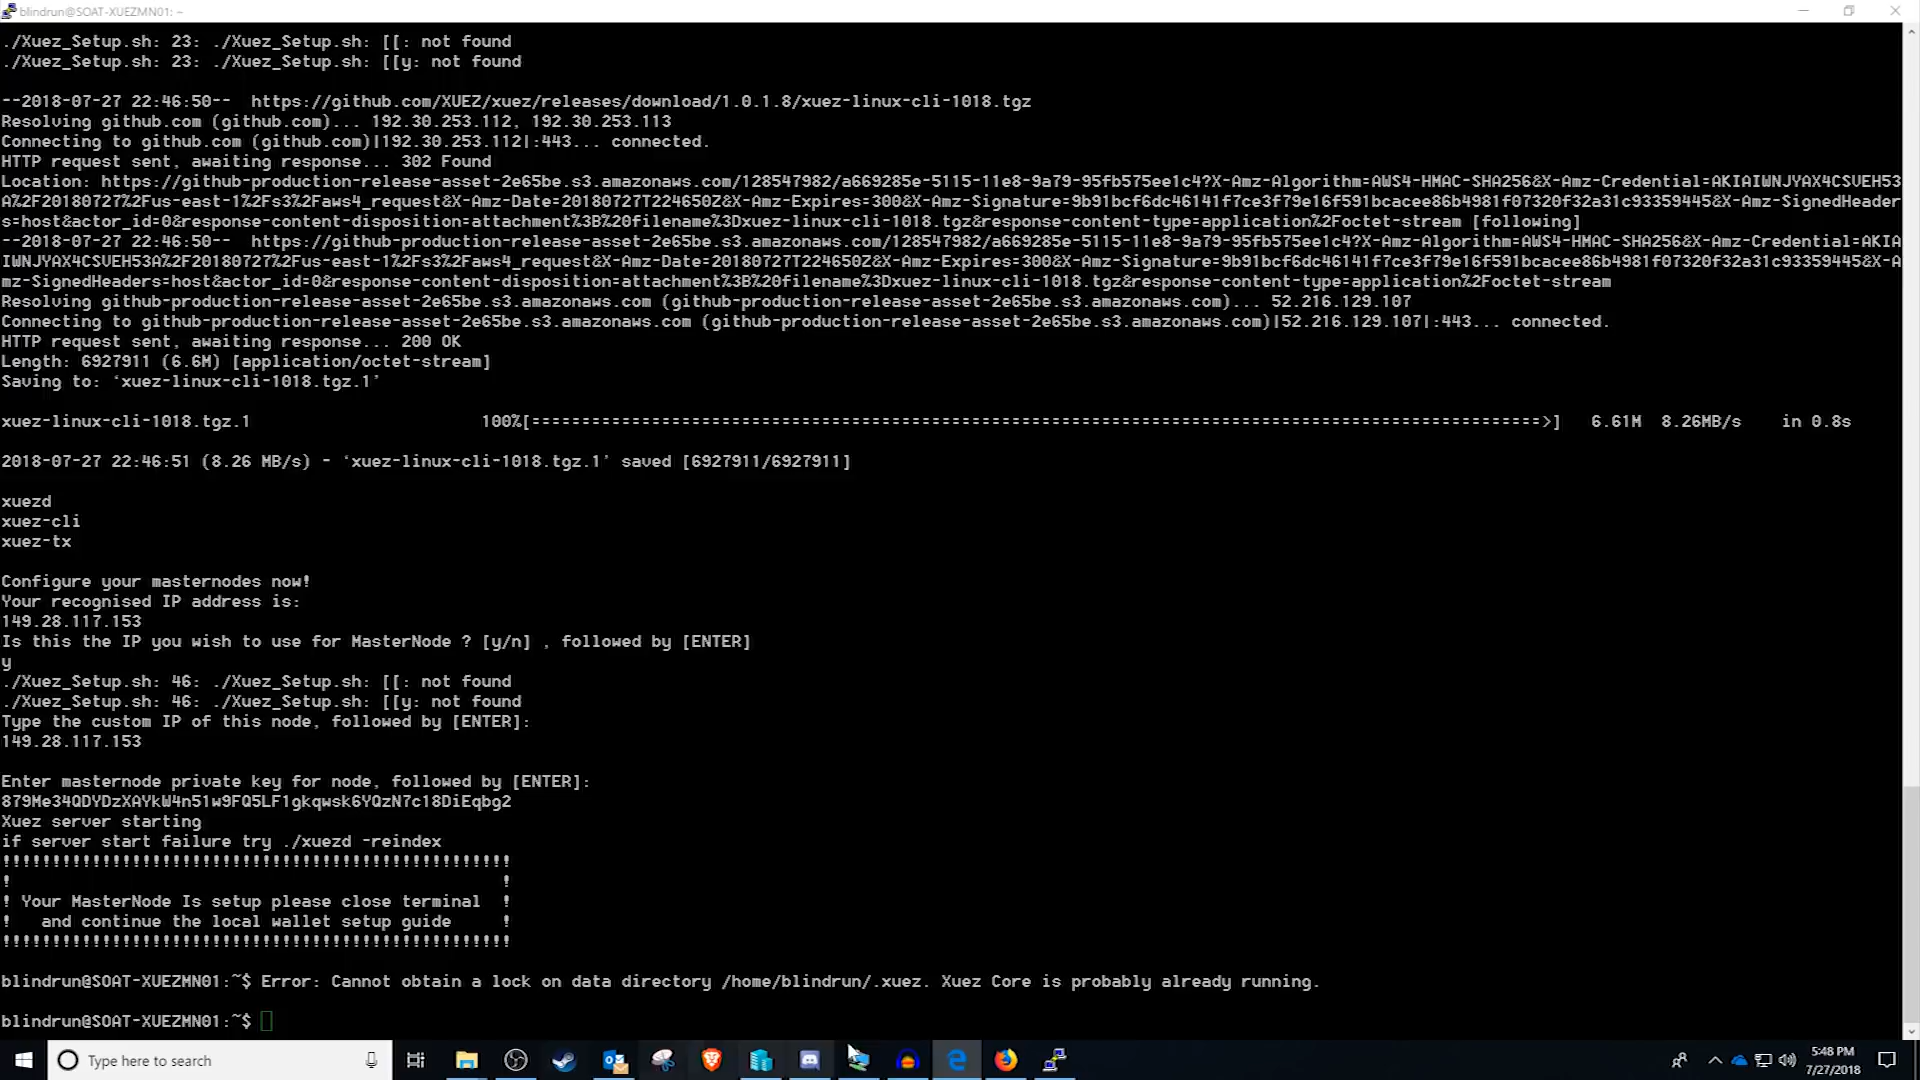 blindrun@SOAT-XUEZMN01: ~
./Xuez_Setup.sh: 23: ./Xuez_Setup.sh: [[: not found
./Xuez_Setup.sh: 23: ./Xuez_Setup.sh: [[y: not found
--2018-07-27 22:46:50--  https://github.com/XUEZ/xuez/releases/download/1.0.1.8/xuez-linux-cli-1018.tgz
Resolving github.com (github.com)... 192.30.253.112, 192.30.253.113
Connecting to github.com (github.com)|192.30.253.112|:443... connected.
HTTP request sent, awaiting response... 302 Found
Location: https://github-production-release-asset-2e65be.s3.amazonaws.com/128547982/a669285e-5115-11e8-9a79-95fb575ee1c4?X-Amz-Algorithm=AWS4-HMAC-SHA256&X-Amz-Credential=AKIAIWNJYAX4CSVEH53
A%2F20180727%2Fus-east-1%2Fs3%2Faws4_request&X-Amz-Date=20180727T224650Z&X-Amz-Expires=300&X-Amz-Signature=9b91bcf6dc46141f7ce3f79e16f591bcacee86b4981f07320f32a31c93359445&X-Amz-SignedHeader
s=host&actor_id=0&response-content-disposition=attachment%3B%20filename%3Dxuez-linux-cli-1018.tgz&response-content-type=application%2Foctet-stream [following]
--2018-07-27 22:46:50--  https://github-production-release-asset-2e65be.s3.amazonaws.com/128547982/a669285e-5115-11e8-9a79-95fb575ee1c4?X-Amz-Algorithm=AWS4-HMAC-SHA256&X-Amz-Credential=AKIA
IWNJYAX4CSVEH53A%2F20180727%2Fus-east-1%2Fs3%2Faws4_request&X-Amz-Date=20180727T224650Z&X-Amz-Expires=300&X-Amz-Signature=9b91bcf6dc46141f7ce3f79e16f591bcacee86b4981f07320f32a31c93359445&X-A
mz-SignedHeaders=host&actor_id=0&response-content-disposition=attachment%3B%20filename%3Dxuez-linux-cli-1018.tgz&response-content-type=application%2Foctet-stream
Resolving github-production-release-asset-2e65be.s3.amazonaws.com (github-production-release-asset-2e65be.s3.amazonaws.com)... 52.216.129.107
Connecting to github-production-release-asset-2e65be.s3.amazonaws.com (github-production-release-asset-2e65be.s3.amazonaws.com)|52.216.129.107|:443... connected.
HTTP request sent, awaiting response... 200 OK
Length: 6927911 (6.6M) [application/octet-stream]
Saving to: ‘xuez-linux-cli-1018.tgz.1’
xuez-linux-cli-1018.tgz.1 100%[=====================================================================================================>] 6.61M 8.26MB/s in 0.8s
2018-07-27 22:46:51 (8.26 MB/s) - ‘xuez-linux-cli-1018.tgz.1’ saved [6927911/6927911]
xuezd
xuez-cli
xuez-tx
Configure your masternodes now!
Your recognised IP address is:
149.28.117.153
Is this the IP you wish to use for MasterNode ? [y/n] , followed by [ENTER]
y
./Xuez_Setup.sh: 46: ./Xuez_Setup.sh: [[: not found
./Xuez_Setup.sh: 46: ./Xuez_Setup.sh: [[y: not found
Type the custom IP of this node, followed by [ENTER]:
149.28.117.153
Enter masternode private key for node, followed by [ENTER]:
879Me34QDYDzXAYkW4n51w9FQ5LF1gkqwsk6YQzN7c18DiEqbg2
Xuez server starting
if server start failure try ./xuezd -reindex
!!!!!!!!!!!!!!!!!!!!!!!!!!!!!!!!!!!!!!!!!!!!!!!!!!!
!                                                 !
! Your MasterNode Is setup please close terminal  !
!   and continue the local wallet setup guide     !
!!!!!!!!!!!!!!!!!!!!!!!!!!!!!!!!!!!!!!!!!!!!!!!!!!!
blindrun@SOAT-XUEZMN01:~$ Error: Cannot obtain a lock on data directory /home/blindrun/.xuez. Xuez Core is probably already running.
blindrun@SOAT-XUEZMN01:~$
Type here to search
5:48 PM
7/27/2018